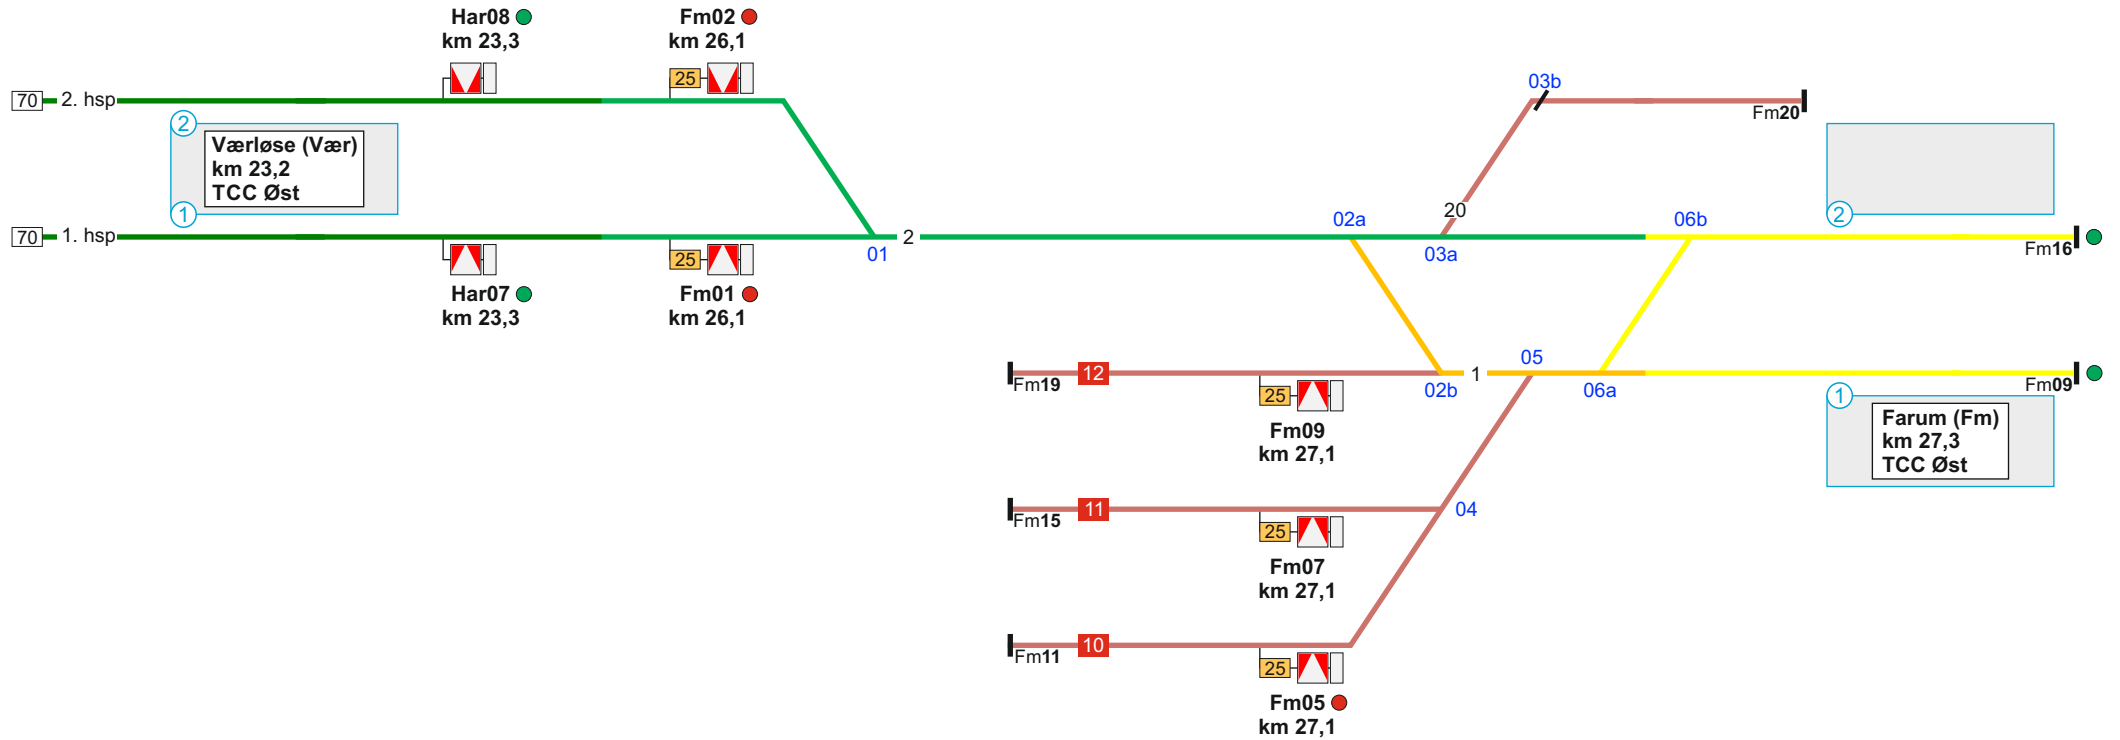 Har08
km 23,3
Fm02
km 26,1
25
70
2. hsp
2
Værløse (Vær)
km 23,2
TCC Øst
1
70
1. hsp
25
Har07
km 23,3
Fm01
km 26,1
01
2
02a
03a
20
03b
Fm20
06b
2
Fm16
Fm19
12
25
Fm09
km 27,1
02b
1
05
06a
Fm09
1
Farum (Fm)
km 27,3
TCC Øst
Fm15
11
25
Fm07
km 27,1
04
Fm11
10
25
Fm05
km 27,1